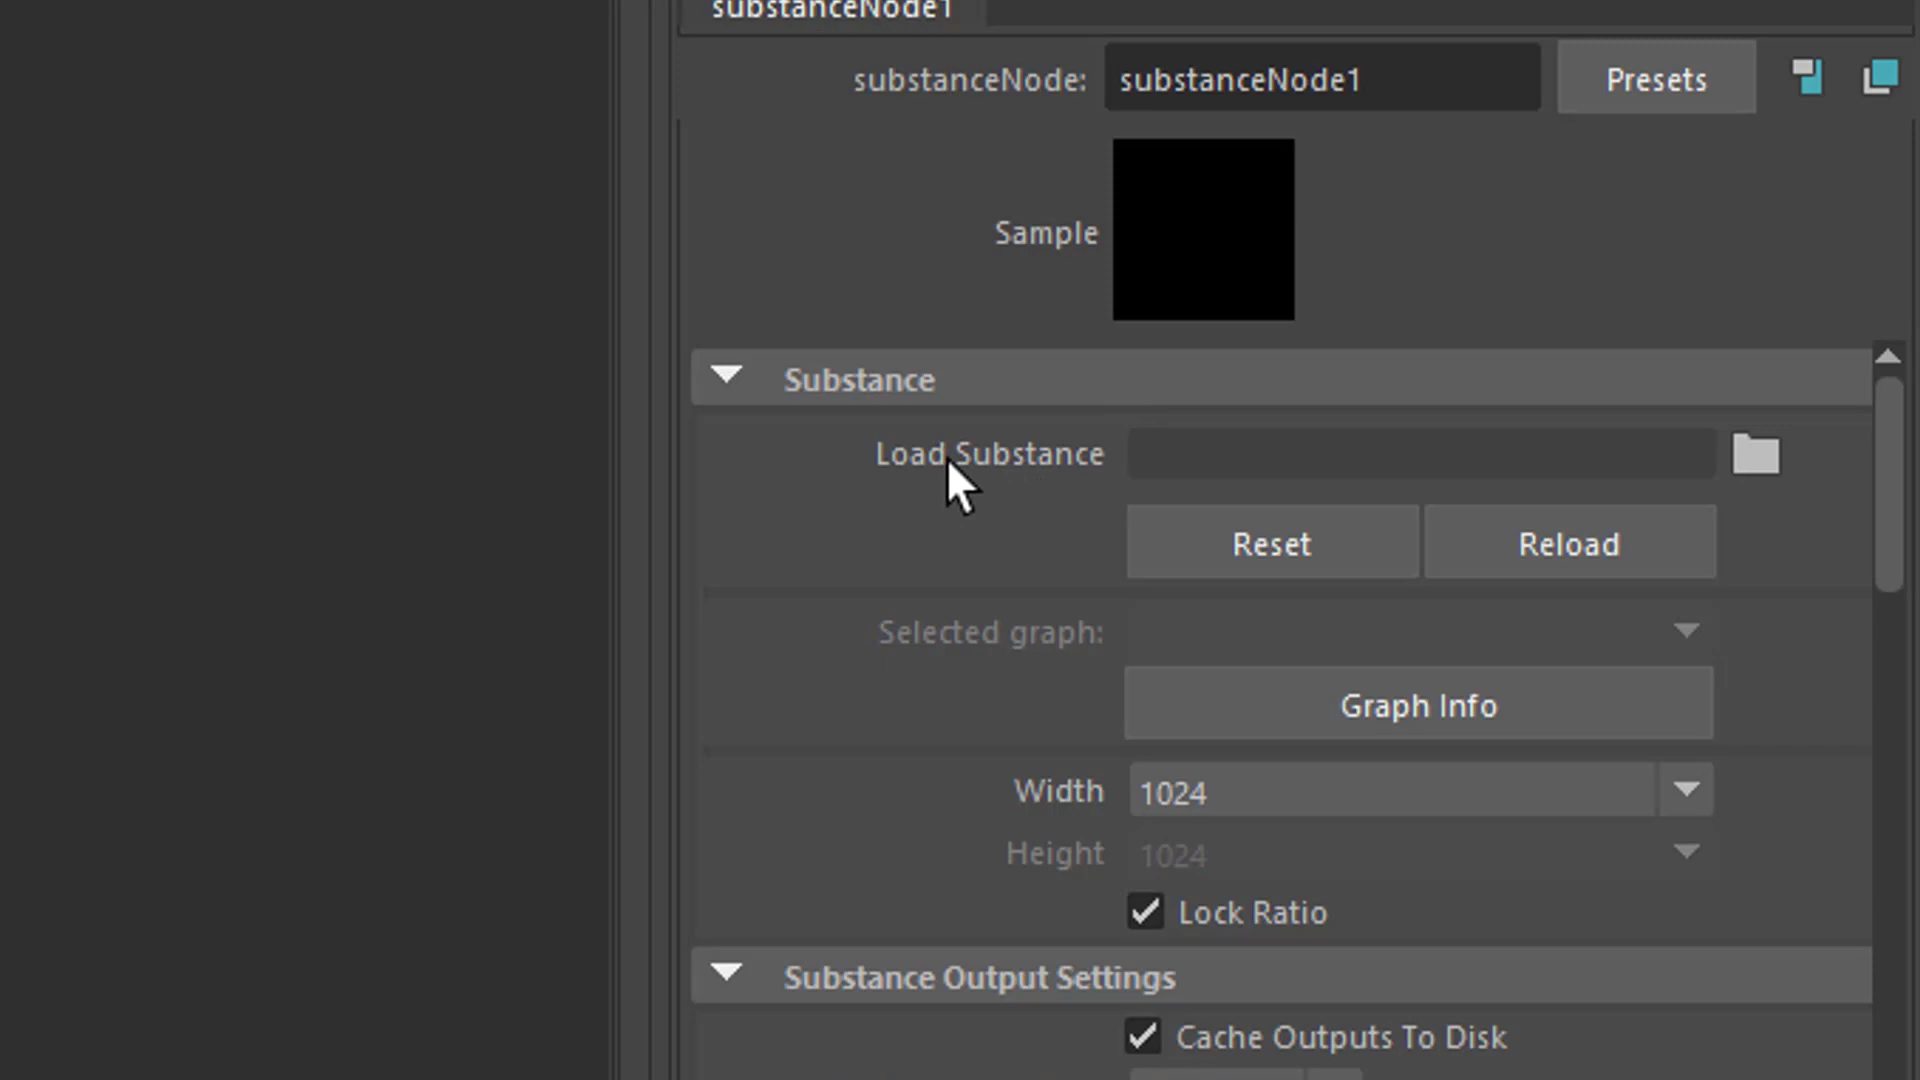 substanceNode1
substanceNode: substanceNode1 Presets
Sample
Substance
Load Substance
Reset Reload
Selected graph:
Graph Info
Width 1024
Height 1024
Lock Ratio
Substance Output Settings
Cache Outputs To Disk